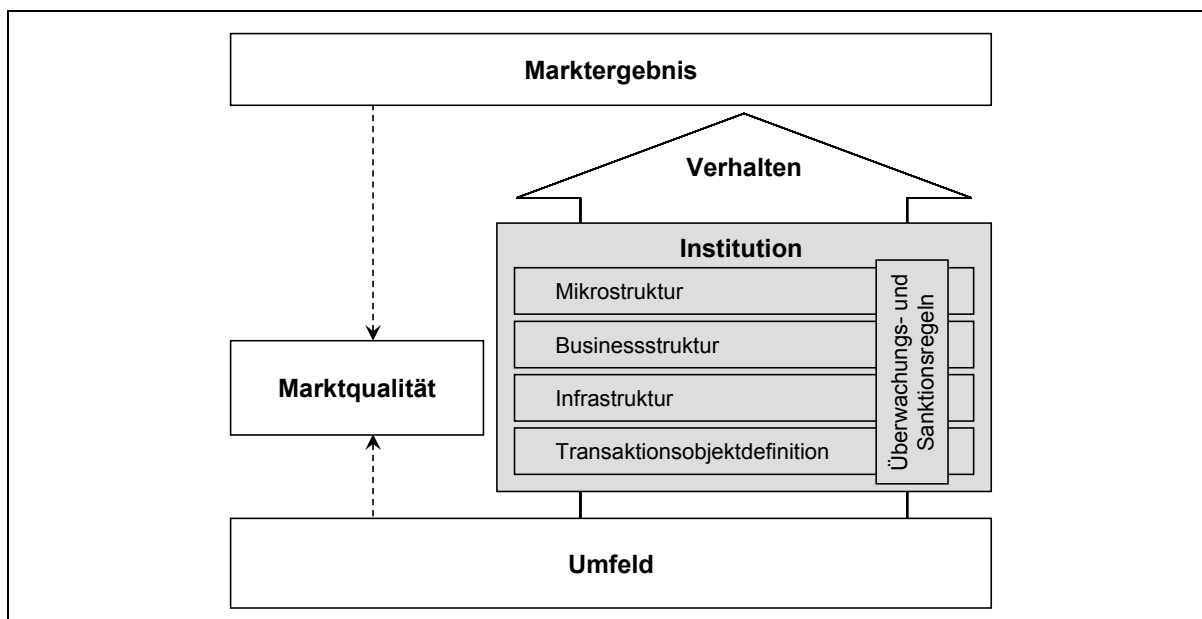 Marktergebnis
Verhalten
Institution
Mikrostruktur
Businessstruktur
Infrastruktur
Transaktionsobjektdefinition
Überwachungs- und
Sanktionsregeln
Marktqualität
Umfeld